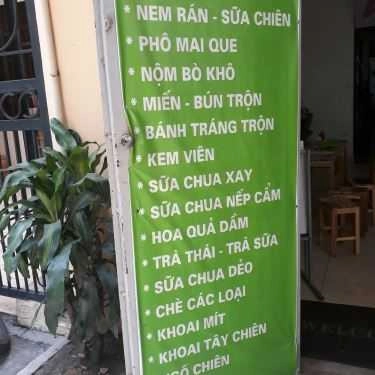 * NEM RÁN - SỮA CHIÊN
* PHÔ MAI QUE
* NỘM BÒ KHÔ
* MIẾN - BÚN TRỘN
* BÁNH TRÁNG TRỘN
* KEM VIÊN
* SỮA CHUA XAY
* SỮA CHUA NẾP CẨM
* HOA QUẢ DẦM
* TRÀ THÁI - TRÀ SỮA
* SỮA CHUA DẺO
* CHÈ CÁC LOẠI
* KHOAI MÍT
* KHOAI TÂY CHIÊN
NGÔ CHIÊN